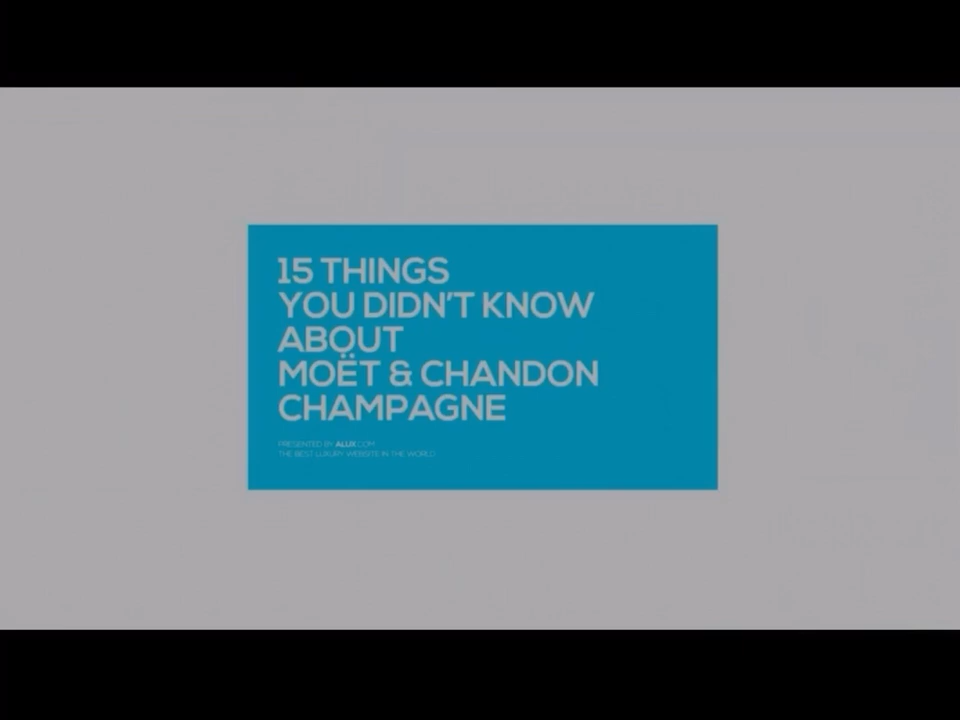 15 THINGS
YOU DIDN'T KNOW
ABOUT
MOËT & CHANDON
CHAMPAGNE
PRESENTED BY ALUX.COM
THE BEST LUXURY WEBSITE IN THE WORLD